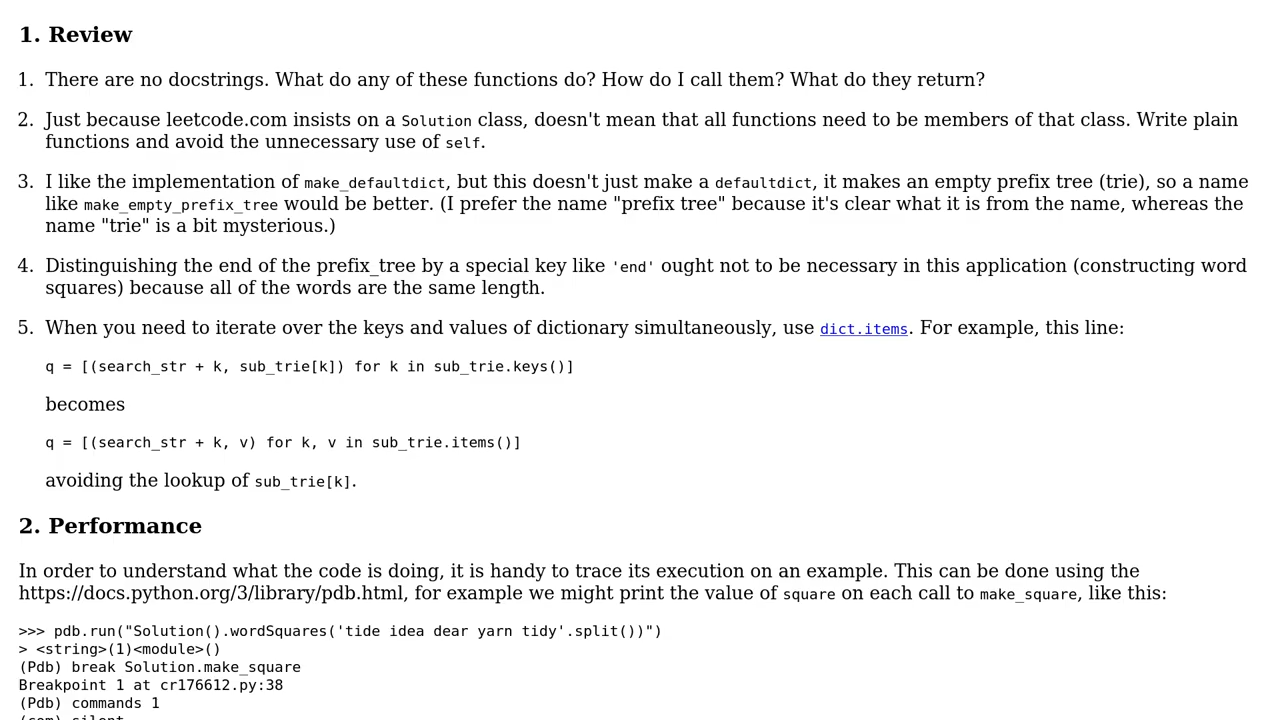 1. Review
1. There are no docstrings. What do any of these functions do? How do I call them? What do they return?
2. Just because leetcode.com insists on a Solution class, doesn't mean that all functions need to be members of that class. Write plain
functions and avoid the unnecessary use of self.
3. I like the implementation of make_defaultdict, but this doesn't just make a defaultdict, it makes an empty prefix tree (trie), so a name
like make_empty_prefix_tree would be better. (I prefer the name "prefix tree" because it's clear what it is from the name, whereas the
name "trie" is a bit mysterious.)
4. Distinguishing the end of the prefix_tree by a special key like 'end' ought not to be necessary in this application (constructing word
squares) because all of the words are the same length.
5. When you need to iterate over the keys and values of dictionary simultaneously, use dict.items. For example, this line:
q = [(search_str + k, sub_trie[k]) for k in sub_trie.keys()]
becomes
q = [(search_str + k, v) for k, v in sub_trie.items()]
avoiding the lookup of sub_trie[k].
2. Performance
In order to understand what the code is doing, it is handy to trace its execution on an example. This can be done using the
https://docs.python.org/3/library/pdb.html, for example we might print the value of square on each call to make_square, like this:
>>> pdb.run("Solution().wordSquares('tide idea dear yarn tidy'.split())")
> <string>(1)<module>()
(Pdb) break Solution.make_square
Breakpoint 1 at cr176612.py:38
(Pdb) commands 1
(com) silent